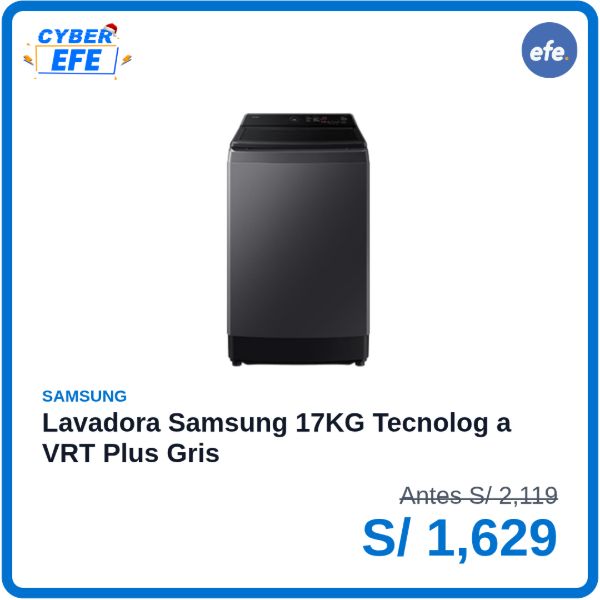 CYBER
EFE
efe.
SAMSUNG
Lavadora Samsung 17KG Tecnolog a
VRT Plus Gris
Antes S/ 2,119
S/ 1,629